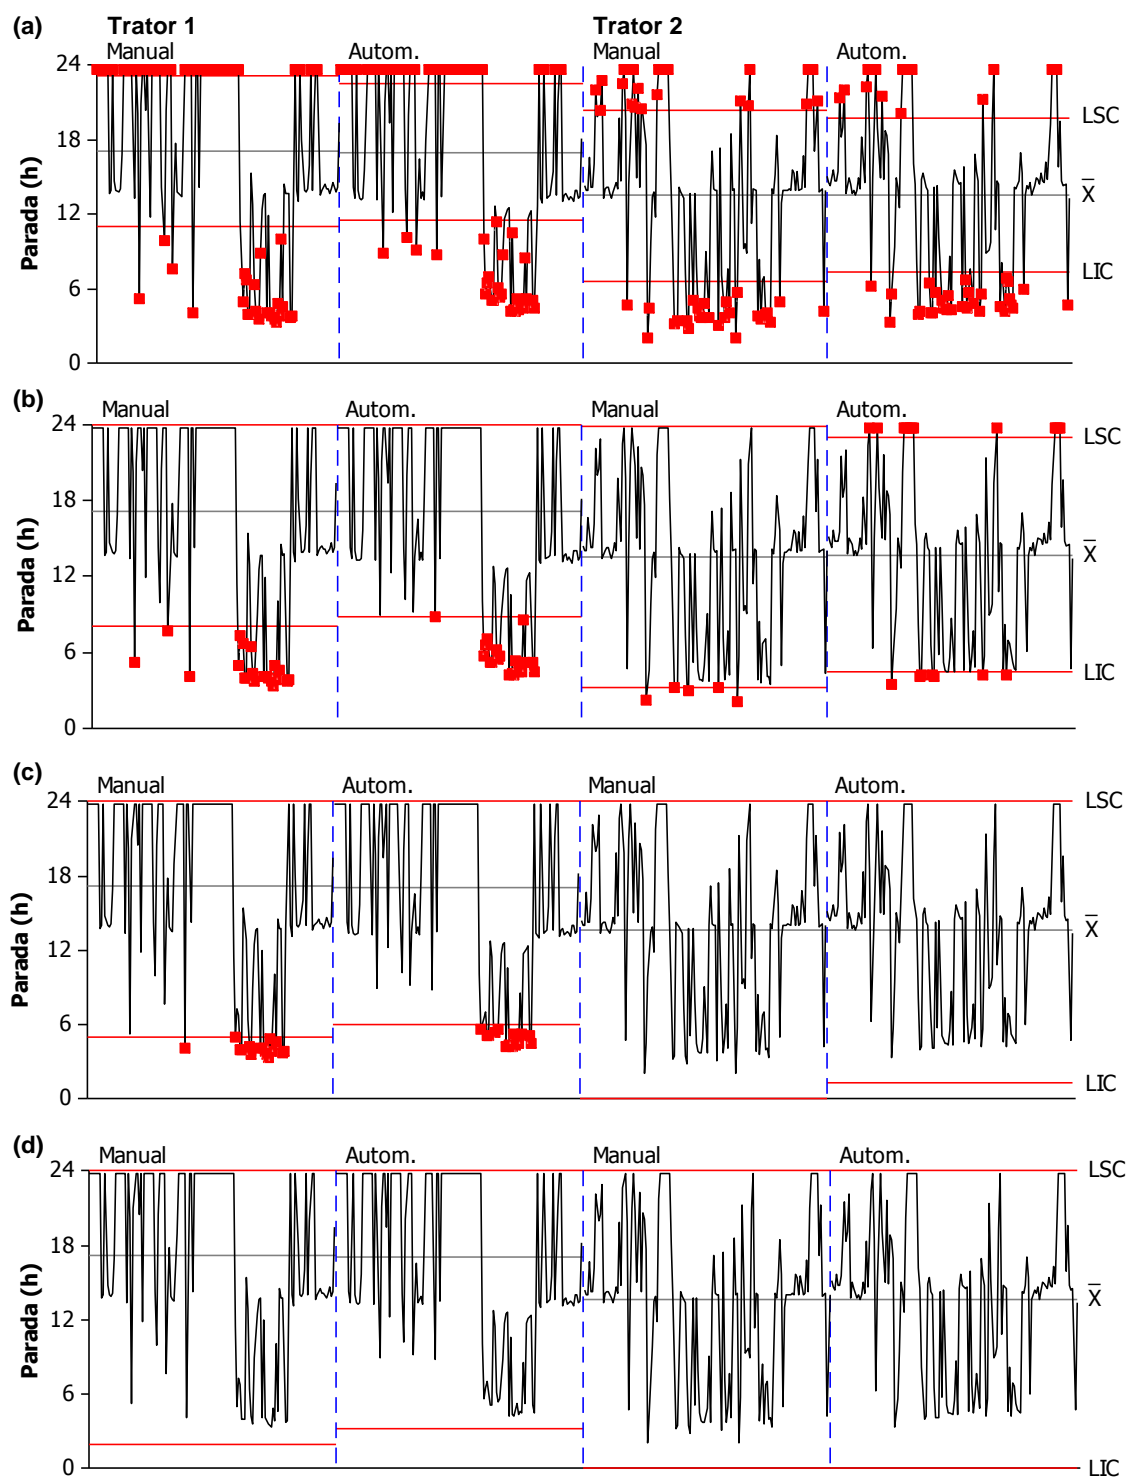 (a) Trator 1 Trator 2
Manual Autom. Manual Autom.
24
18
12
6
0
Parada (h)
LSC
X̅
LIC
(b)
Manual Autom. Manual Autom.
24
18
12
6
0
Parada (h)
LSC
X̅
LIC
(c)
Manual Autom. Manual Autom.
24
18
12
6
0
Parada (h)
LSC
X̅
LIC
(d)
Manual Autom. Manual Autom.
24
18
12
6
0
Parada (h)
LSC
X̅
LIC